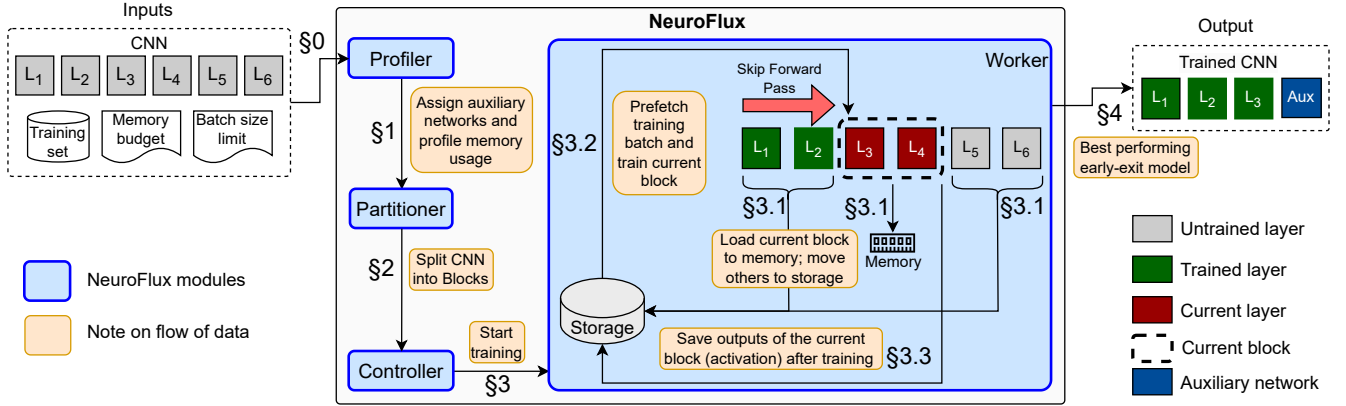 Inputs
CNN
L1 L2 L3 L4 L5 L6
Training
set
Memory
budget
Batch size
limit
§0
NeuroFlux
Profiler
§1
Assign auxiliary
networks and
profile memory
usage
Partitioner
§2
Split CNN
into Blocks
Controller
Start
training
§3
Worker
§3.2
Prefetch
training
batch and
train current
block
Skip Forward
Pass
L1 L2 L3 L4 L5 L6
§3.1
§3.1
§3.1
Load current block
to memory; move
others to storage
Memory
Storage
Save outputs of the current
block (activation) after training
§3.3
§4
Best performing
early-exit model
Output
Trained CNN
L1 L2 L3 Aux
NeuroFlux modules
Note on flow of data
Untrained layer
Trained layer
Current layer
Current block
Auxiliary network